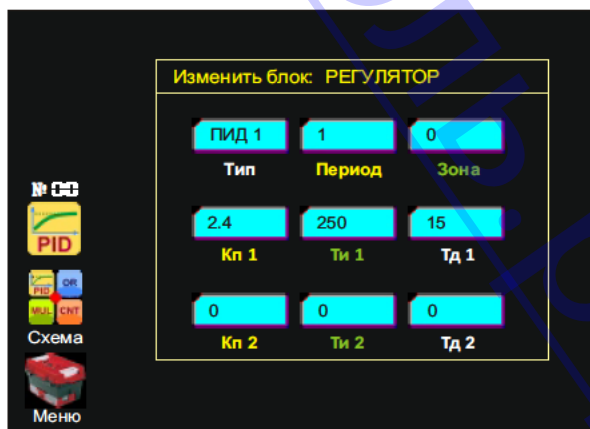 Изменить блок: РЕГУЛЯТОР
ПИД 1 1 0
Тип Период Зона
2.4 250 15
Кп 1 Ти 1 Тд 1
0 0 0
Кп 2 Ти 2 Тд 2
PID
PID OR
MUL CNT
Схема
Меню